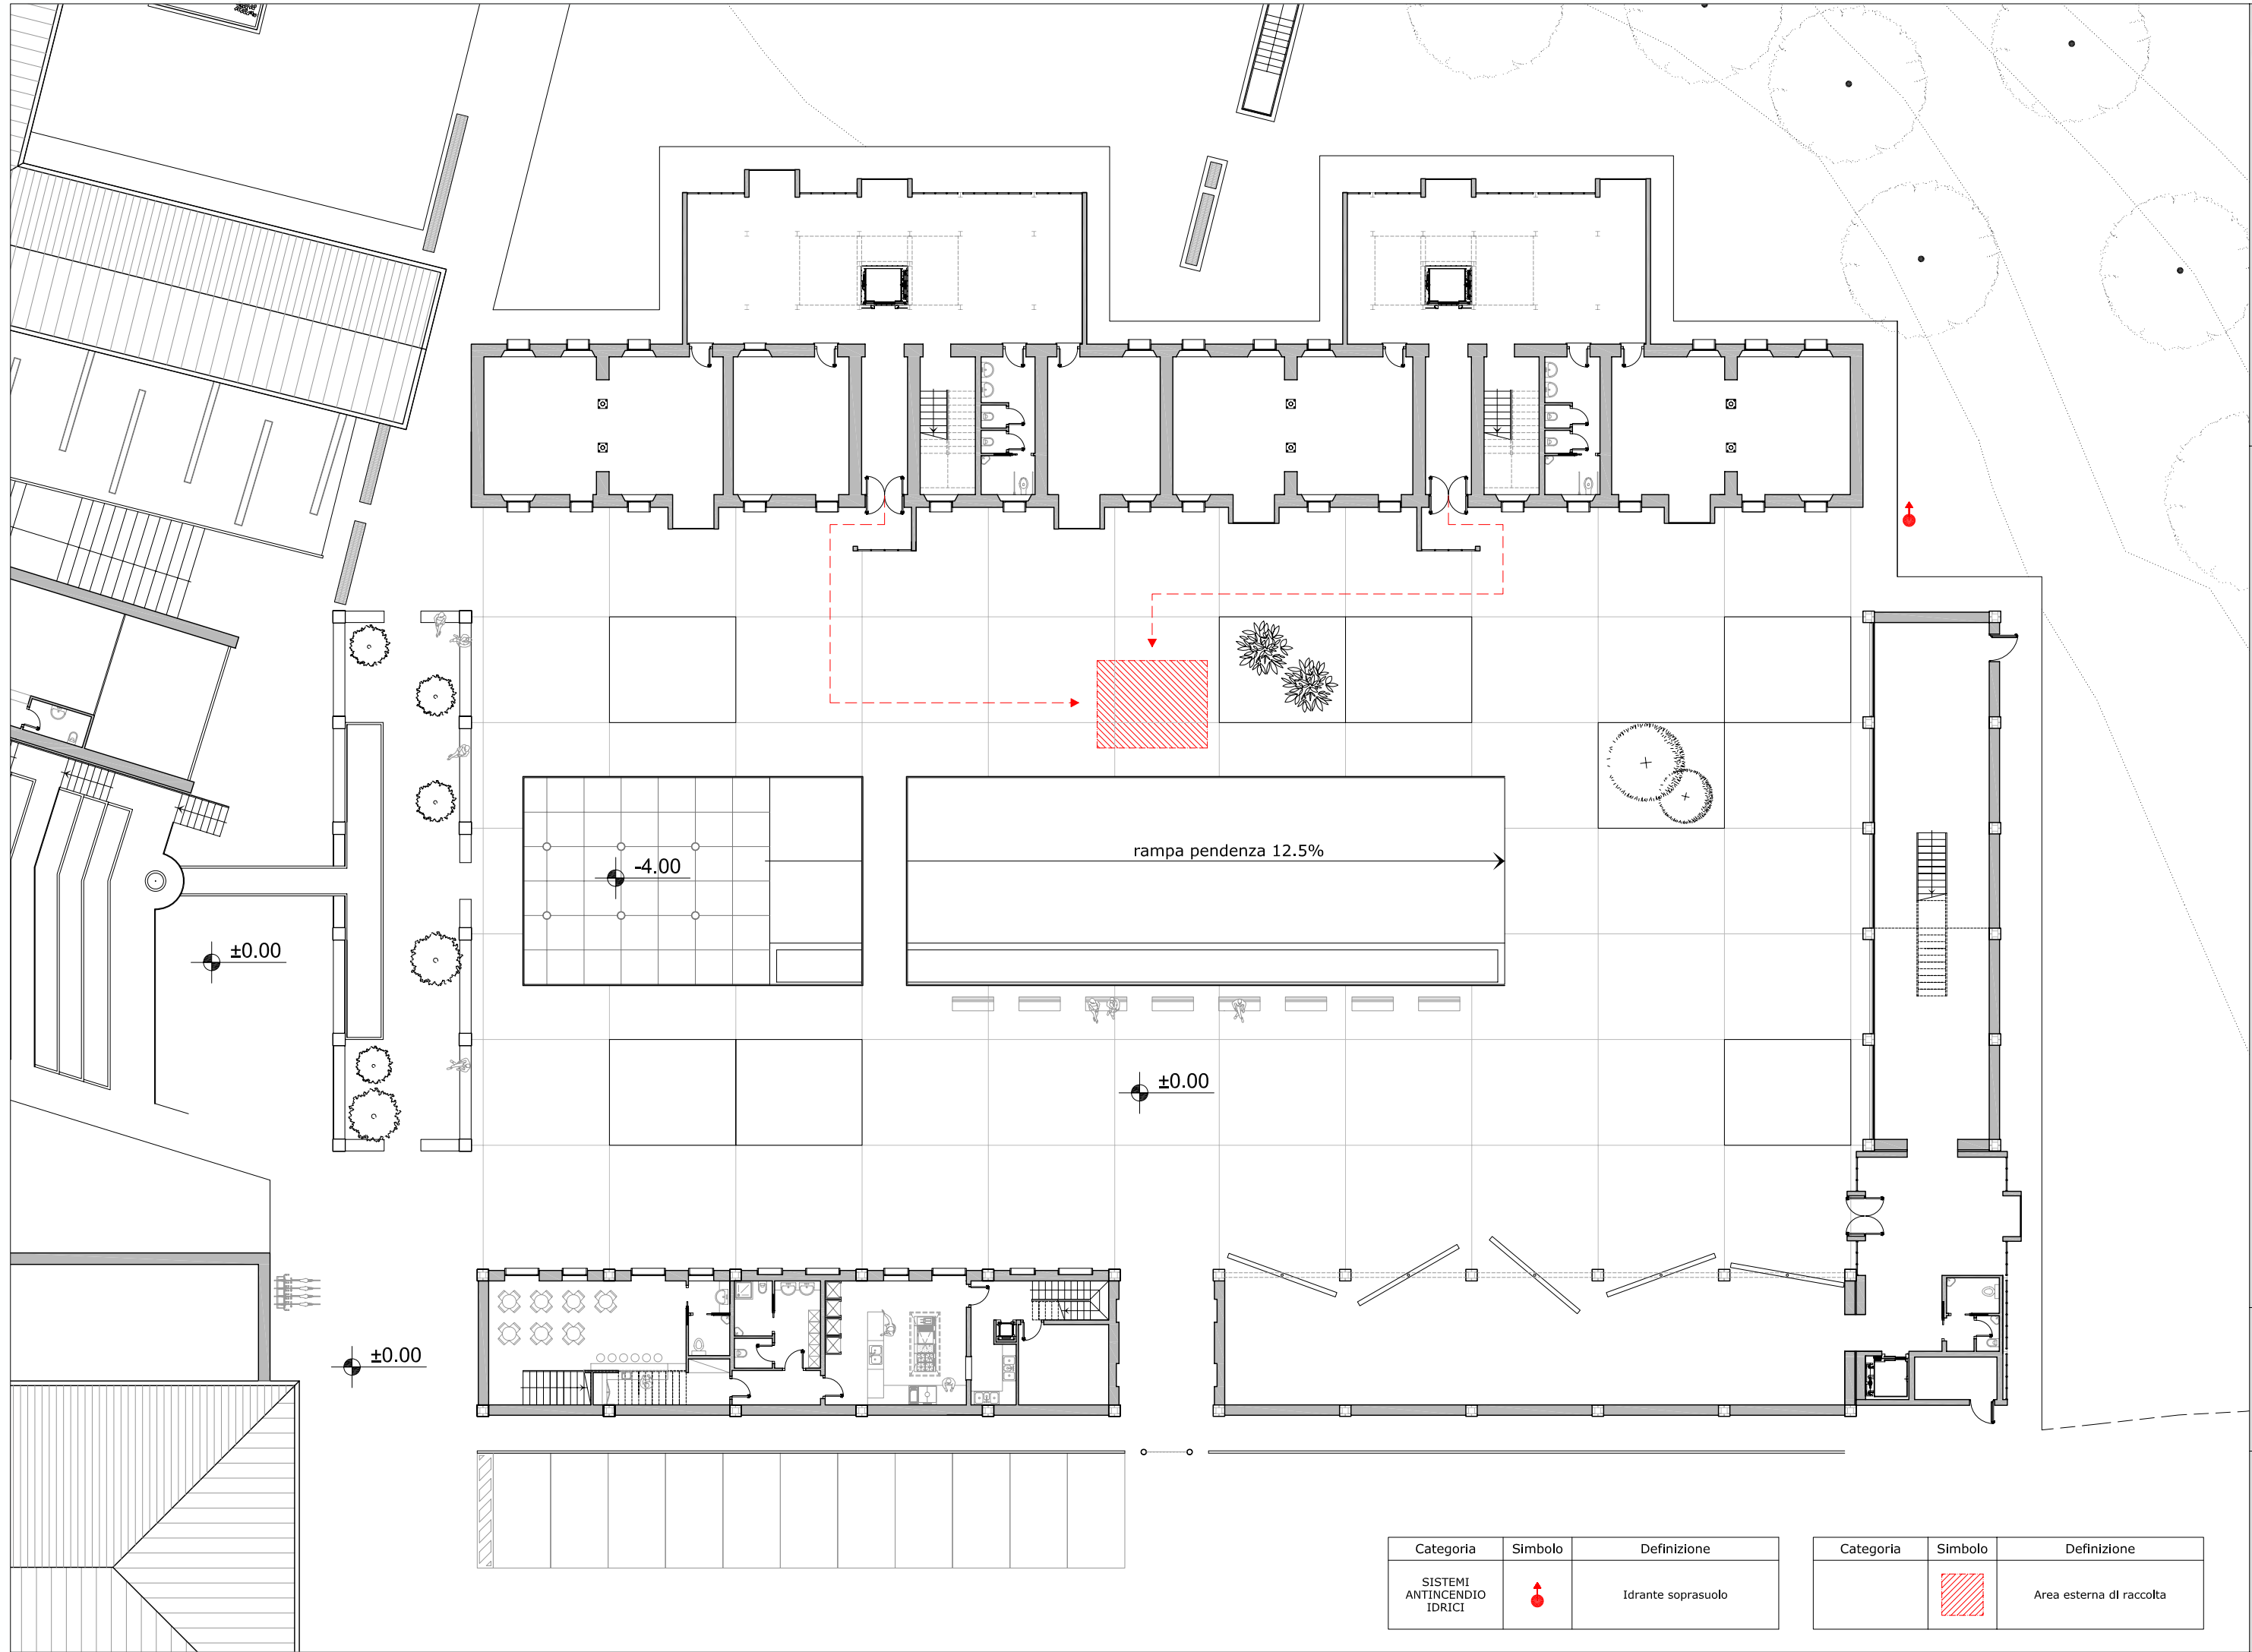 rampa pendenza 12.5%
-4.00
±0.00
±0.00
±0.00
Categoria Simbolo Definizione
SISTEMI
ANTINCENDIO
IDRICI
Idrante soprasuolo
Categoria Simbolo Definizione
Area esterna di raccolta